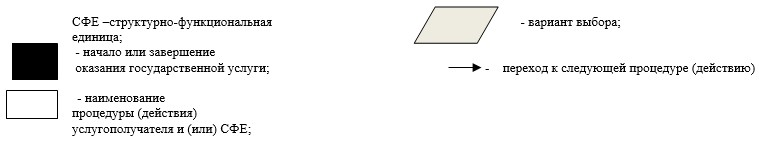 СФЕ –структурно-функциональная
единица;
- начало или завершение
оказания государственной услуги;
- наименование
процедуры (действия)
услугополучателя и (или) СФЕ;
- вариант выбора;
- переход к следующей процедуре (действию)